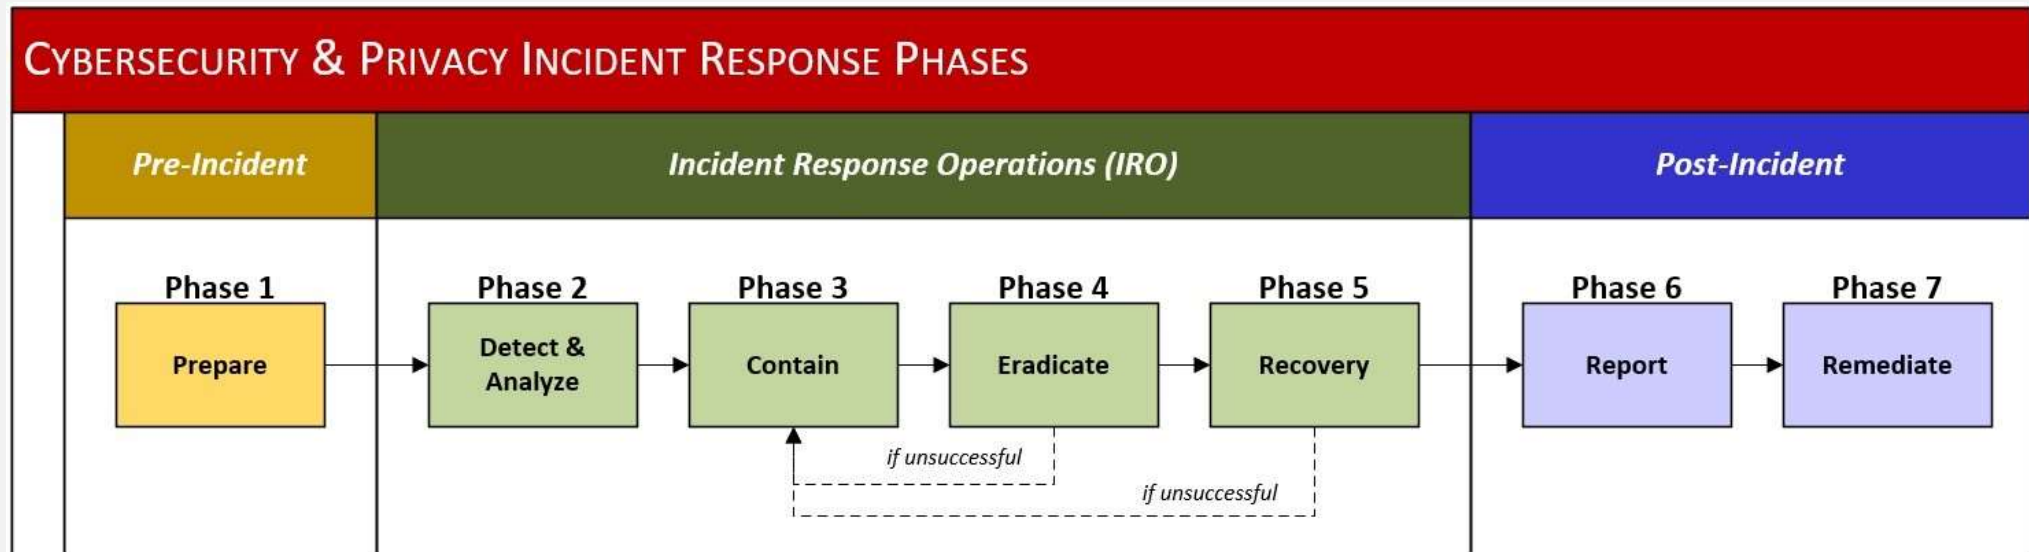 CYBERSECURITY & PRIVACY INCIDENT RESPONSE PHASES
Pre-Incident
Incident Response Operations (IRO)
Post-Incident
Phase 1
Phase 2
Phase 3
Phase 4
Phase 5
Phase 6
Phase 7
Prepare
Detect &
Analyze
Contain
Eradicate
Recovery
Report
Remediate
if unsuccessful
if unsuccessful